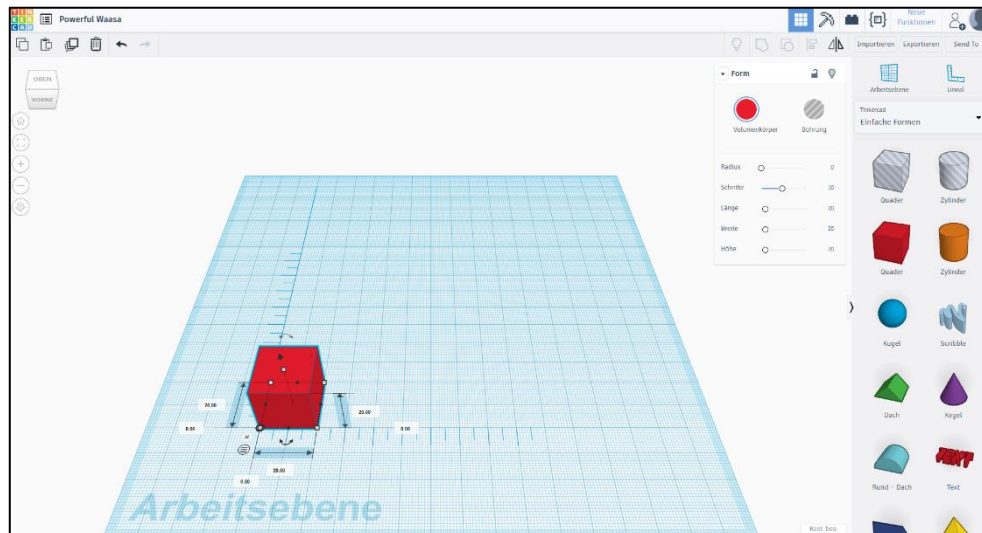 TIN
KER
CAD
Powerful Waasa
Neue
Funktionen
Importieren
Exportieren
Send To
OBEN
VORNE
Form
Volumenkörper
Bohrung
Radius
0
Schritte
10
Länge
20
Breite
20
Höhe
20
Arbeitsebene
Lineal
Tinkercad
Einfache Formen
Quader
Zylinder
Quader
Zylinder
Kugel
Scribble
Dach
Kegel
Rund - Dach
Text
TEXT
20.00
0.00
20.00
0.00
20.00
0.00
Arbeitsebene